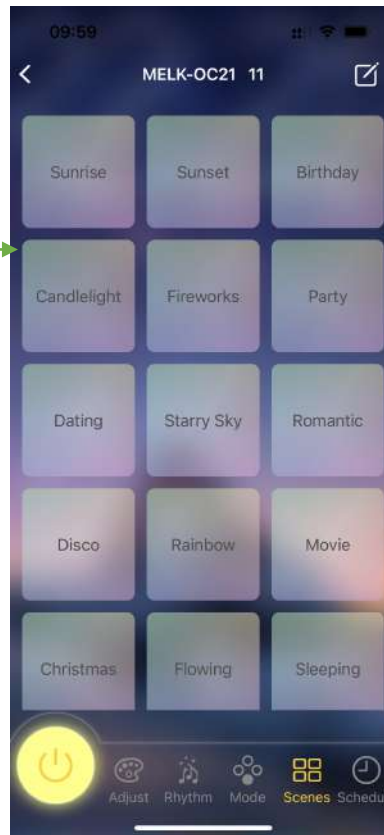 09:59
MELK-OC21 11
Sunrise Sunset Birthday
Candlelight Fireworks Party
Dating Starry Sky Romantic
Disco Rainbow Movie
Christmas Flowing Sleeping
Adjust Rhythm Mode Scenes Schedu